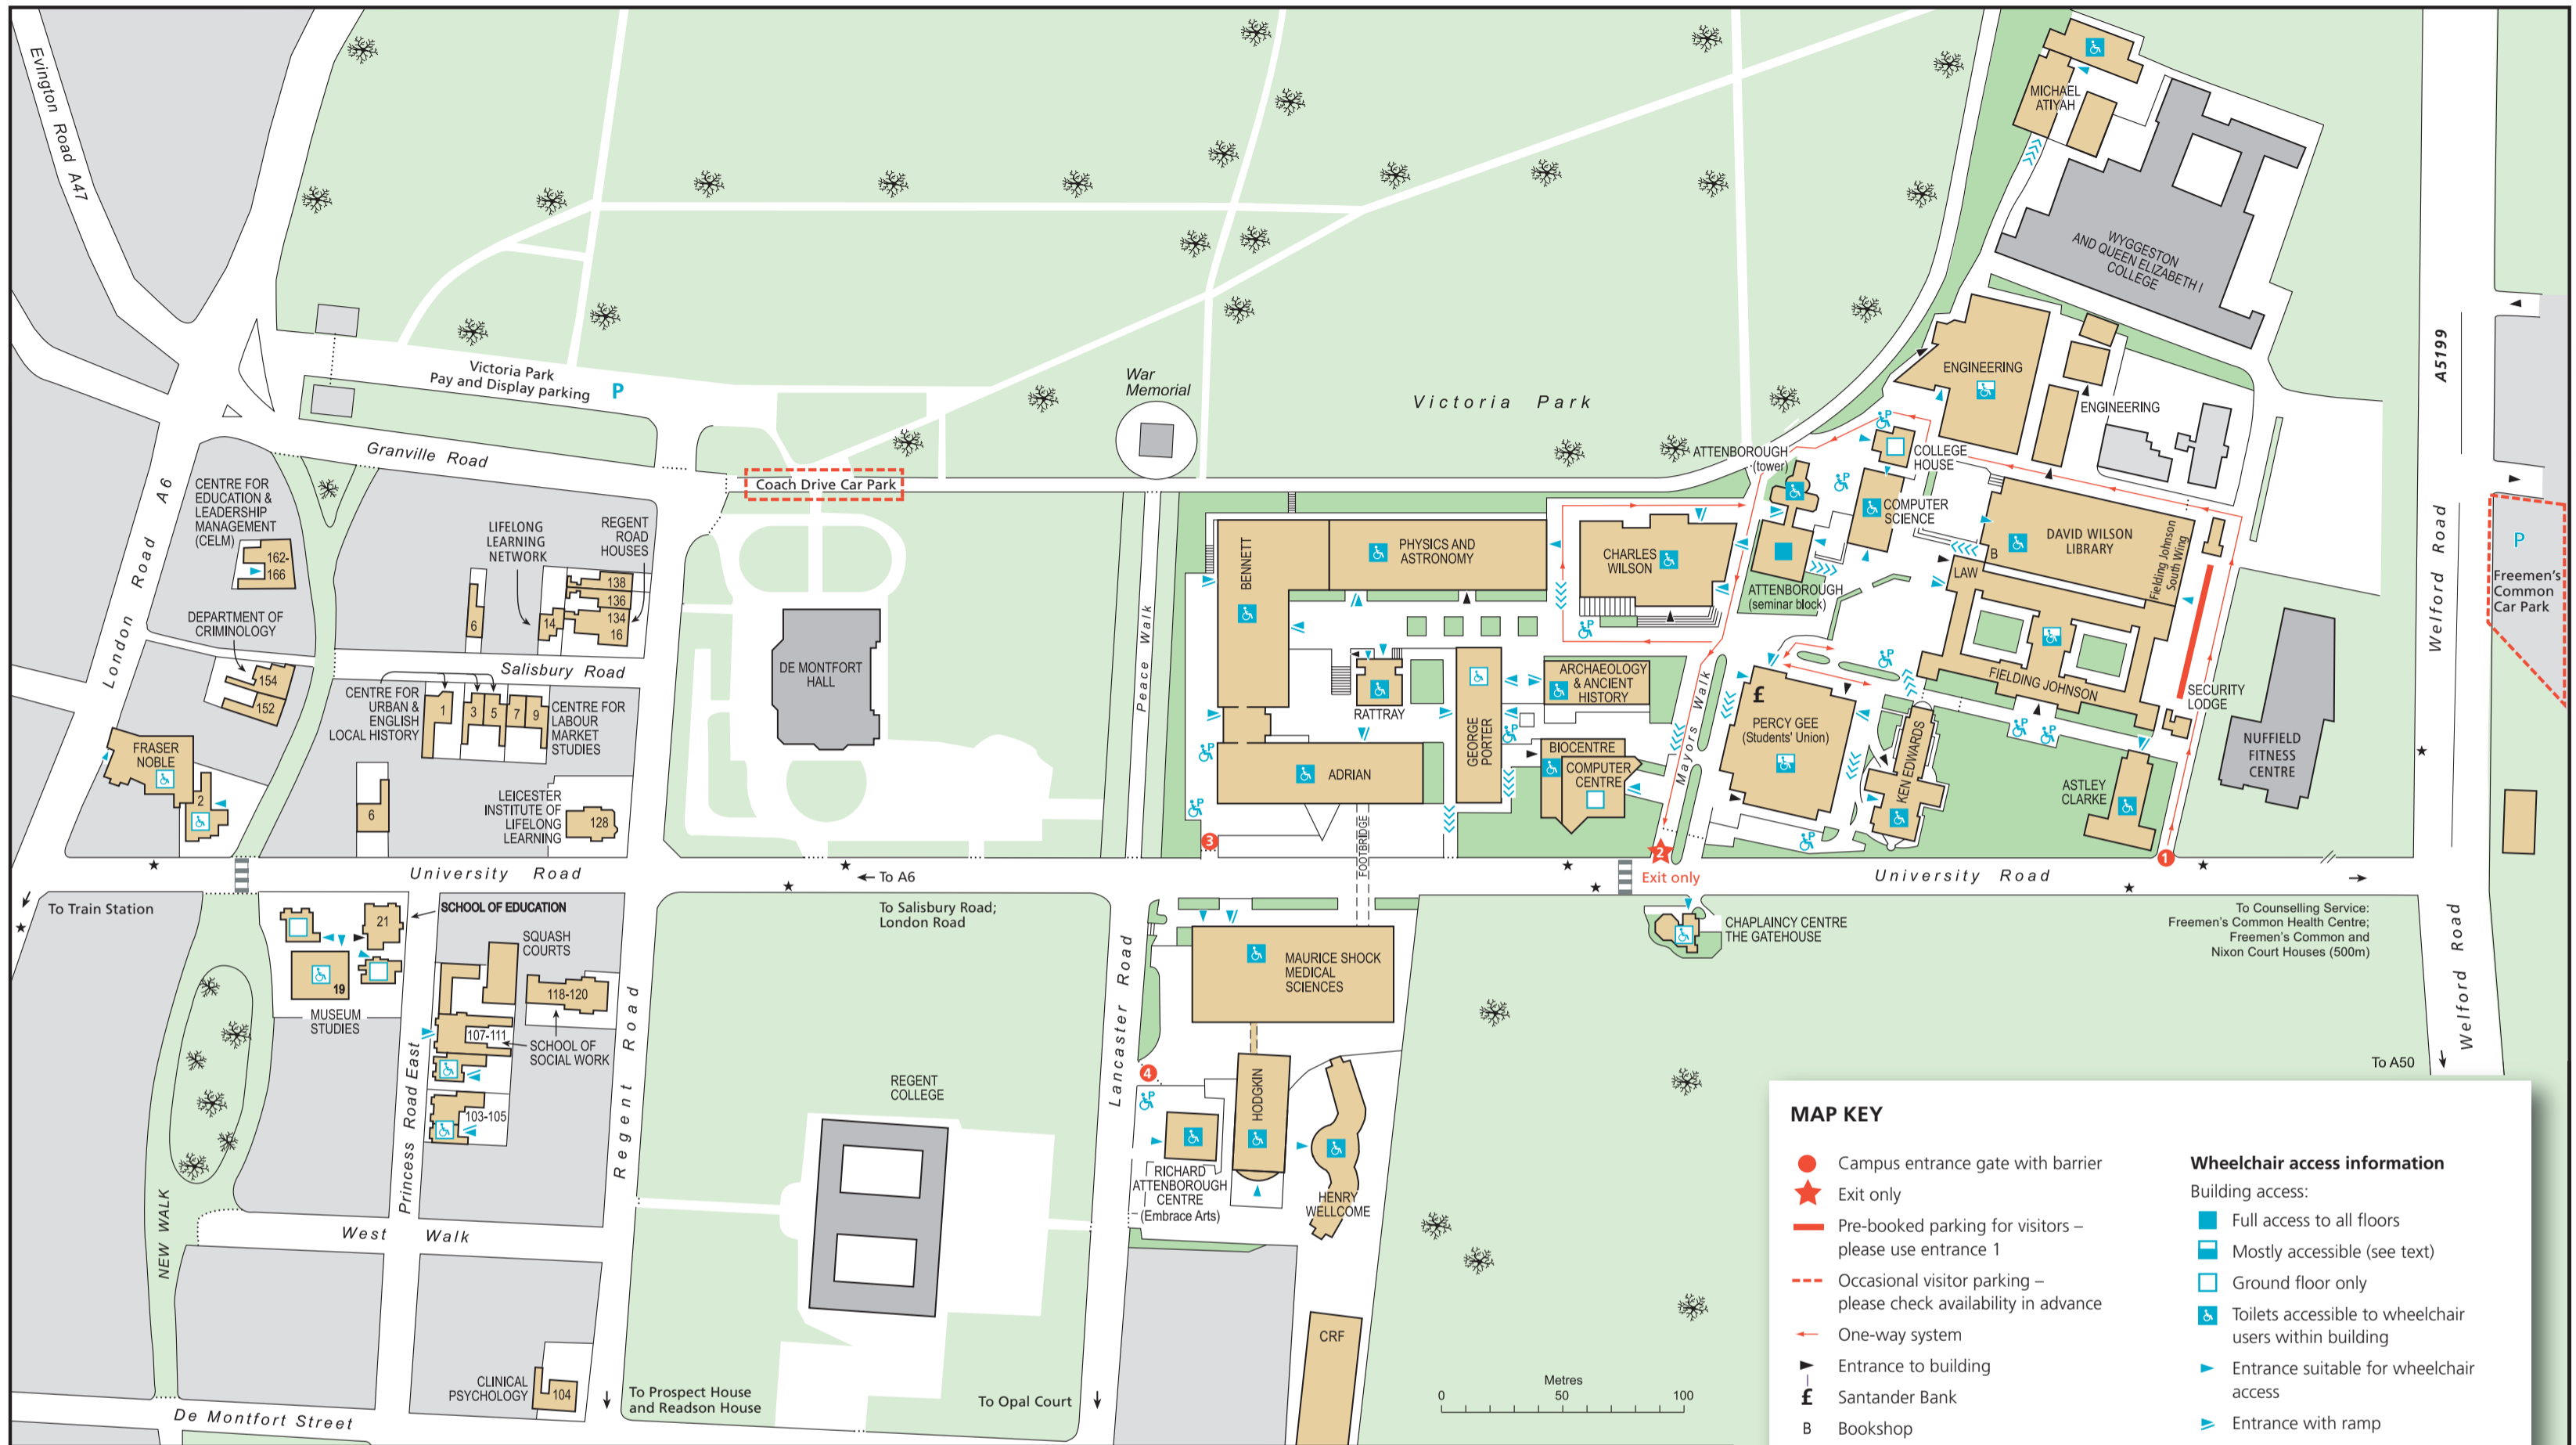 Evington Road A47
London Road A6
Victoria Park
Pay and Display parking
P
Granville Road
Coach Drive Car Park
War
Memorial
Victoria Park
Peace Walk
CENTRE FOR
EDUCATION &
LEADERSHIP
MANAGEMENT
(CELM)
162-
166
DEPARTMENT OF
CRIMINOLOGY
154
152
FRASER
NOBLE
2
LIFELONG
LEARNING
NETWORK
REGENT
ROAD
HOUSES
138
136
134
16
14
6
Salisbury Road
CENTRE FOR
URBAN &
ENGLISH
LOCAL HISTORY
1
3
5
7
9
CENTRE FOR
LABOUR
MARKET
STUDIES
6
LEICESTER
INSTITUTE OF
LIFELONG
LEARNING
128
DE MONTFORT
HALL
University Road
To A6
To Train Station
To Salisbury Road;
London Road
SCHOOL OF EDUCATION
21
19
MUSEUM
STUDIES
SQUASH
COURTS
118-120
107-111
SCHOOL OF
SOCIAL WORK
103-105
Princess Road East
Regent Road
NEW WALK
West Walk
CLINICAL
PSYCHOLOGY
104
De Montfort Street
To Prospect House
and Readson House
REGENT
COLLEGE
Lancaster Road
To Opal Court
BENNETT
PHYSICS AND
ASTRONOMY
CHARLES
WILSON
RATTRAY
GEORGE
PORTER
ARCHAEOLOGY
& ANCIENT
HISTORY
ADRIAN
BIOCENTRE
COMPUTER
CENTRE
FOOTBRIDGE
3
Mayors Walk
2
Exit only
ATTENBOROUGH
(tower)
ATTENBOROUGH
(seminar block)
COLLEGE
HOUSE
COMPUTER
SCIENCE
ENGINEERING
ENGINEERING
MICHAEL
ATIYAH
WYGGESTON
AND QUEEN ELIZABETH I
COLLEGE
DAVID WILSON
LIBRARY
B
LAW
Fielding Johnson
South Wing
FIELDING JOHNSON
£
PERCY GEE
(Students' Union)
KEN EDWARDS
ASTLEY
CLARKE
SECURITY
LODGE
1
NUFFIELD
FITNESS
CENTRE
University Road
A5199
Welford Road
P
Freemen's
Common
Car Park
Welford Road
To A50
To Counselling Service:
Freemen's Common Health Centre;
Freemen's Common and
Nixon Court Houses (500m)
CHAPLAINCY CENTRE
THE GATEHOUSE
MAURICE SHOCK
MEDICAL
SCIENCES
4
HODGKIN
RICHARD
ATTENBOROUGH
CENTRE
(Embrace Arts)
HENRY
WELLCOME
CRF
Metres
0 50 100
MAP KEY
Campus entrance gate with barrier
Exit only
Pre-booked parking for visitors –
please use entrance 1
Occasional visitor parking –
please check availability in advance
One-way system
Entrance to building
£ Santander Bank
B Bookshop
Wheelchair access information
Building access:
Full access to all floors
Mostly accessible (see text)
Ground floor only
Toilets accessible to wheelchair
users within building
Entrance suitable for wheelchair
access
Entrance with ramp